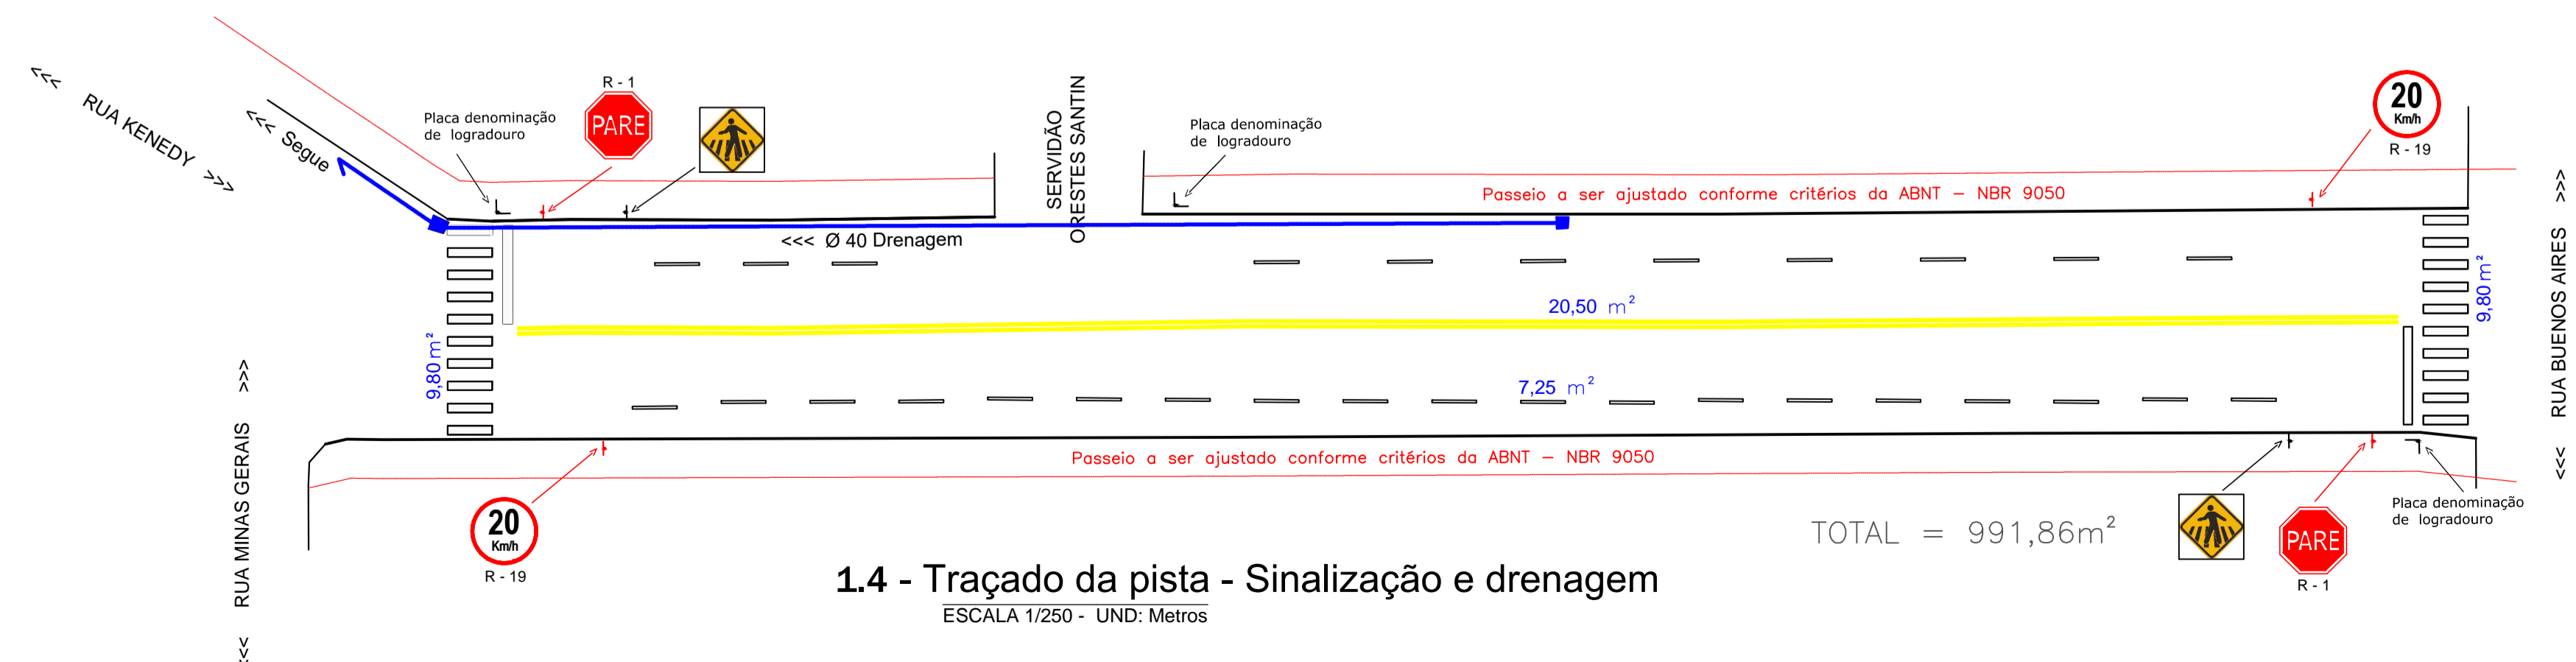 <<< RUA KENEDY >>>
<<< Segue
Placa denominação
de logradouro
R - 1
PARE
SERVIDÃO
ORESTES SANTIN
Placa denominação
de logradouro
20
Km/h
R - 19
Passeio a ser ajustado conforme critérios da ABNT – NBR 9050
<<< Ø 40 Drenagem
20,50 m²
9,80 m²
9,80 m²
7,25 m²
<<< RUA BUENOS AIRES >>>
<<< RUA MINAS GERAIS >>>
Passeio a ser ajustado conforme critérios da ABNT – NBR 9050
20
Km/h
R - 19
Placa denominação
de logradouro
PARE
R - 1
TOTAL = 991,86m²
1.4 - Traçado da pista - Sinalização e drenagem
ESCALA 1/250 - UND: Metros